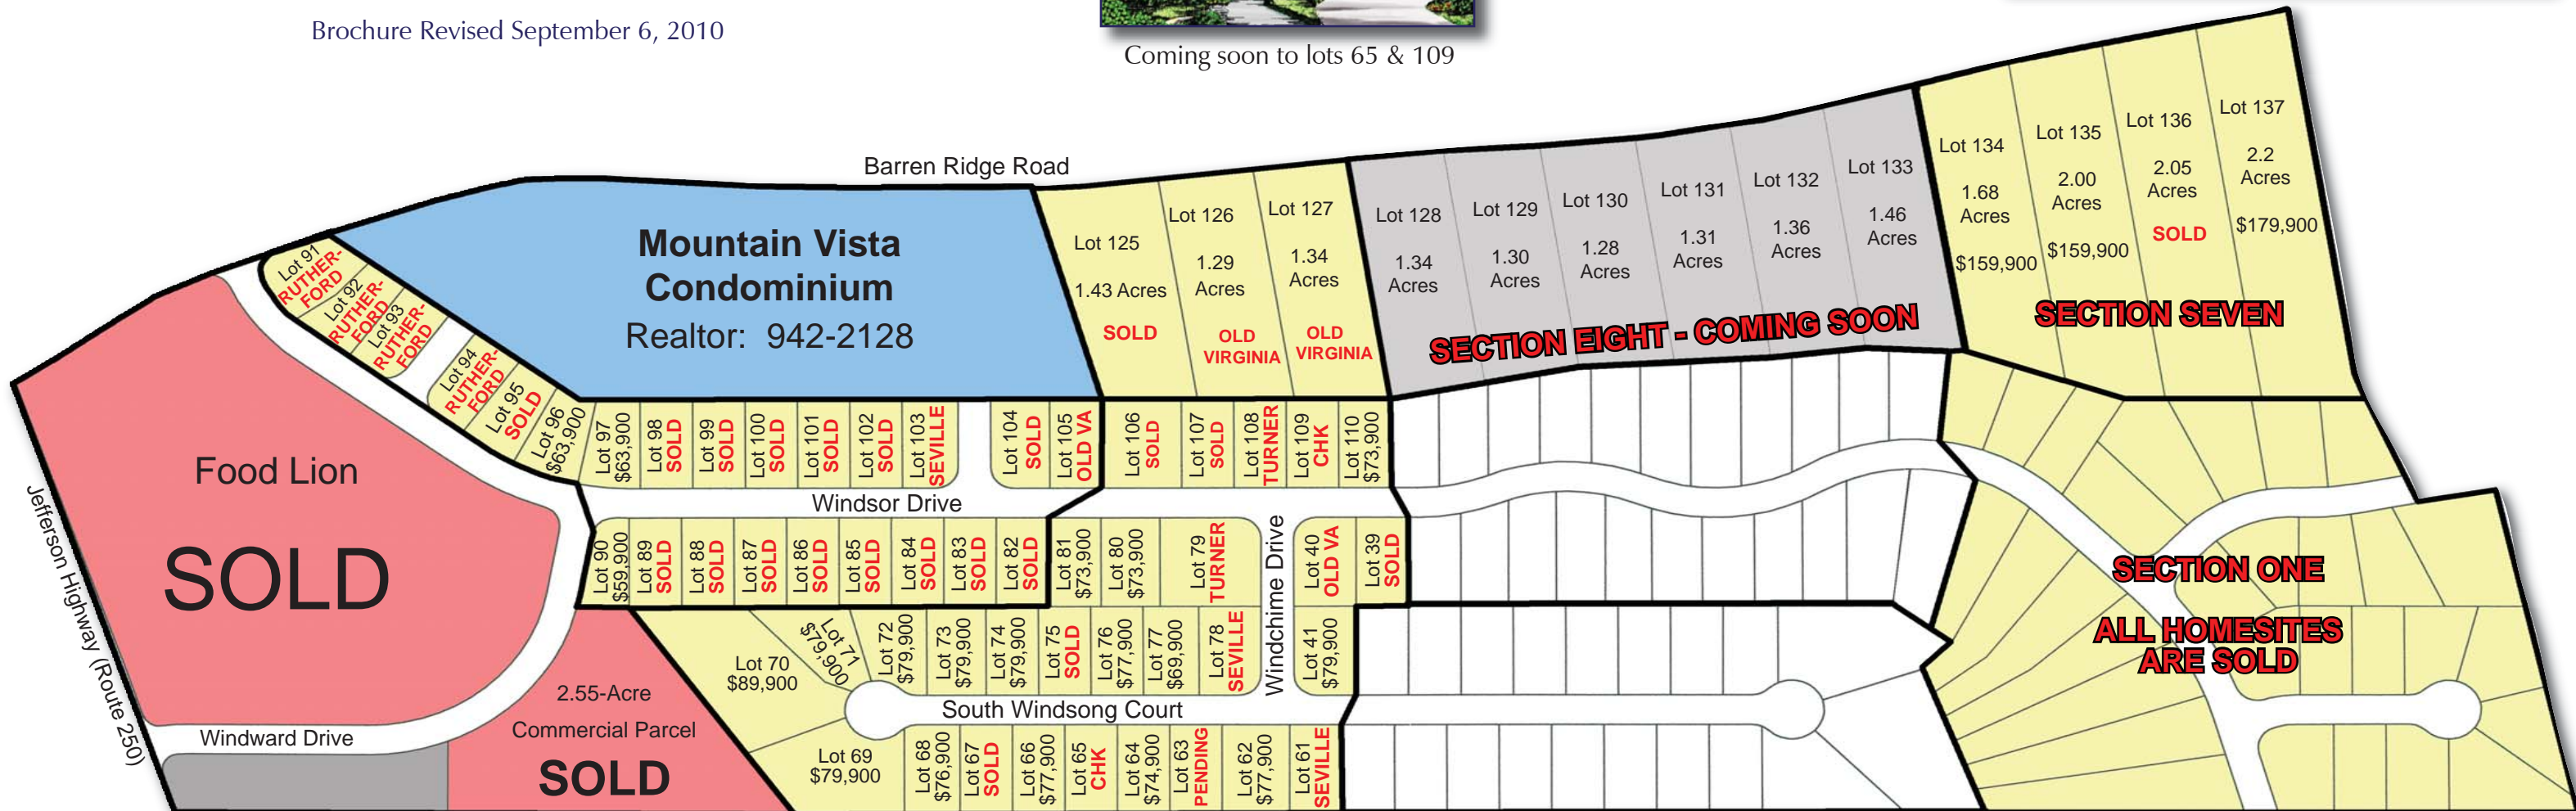 Brochure Revised September 6, 2010
Coming soon to lots 65 & 109
Barren Ridge Road
Mountain Vista
Condominium
Realtor: 942-2128
Lot 91
RUTHER-
FORD
Lot 92
RUTHER-
FORD
Lot 93
RUTHER-
FORD
Lot 94
RUTHER-
FORD
Lot 95
SOLD
Lot 96
$63,900
Lot 97
$63,900
Lot 98
SOLD
Lot 99
SOLD
Lot 100
SOLD
Lot 101
SOLD
Lot 102
SOLD
Lot 103
SEVILLE
Lot 104
SOLD
Lot 105
OLD VA
Lot 106
SOLD
Lot 107
SOLD
Lot 108
TURNER
Lot 109
CHK
Lot 110
$73,900
Lot 125
1.43 Acres
SOLD
Lot 126
1.29
Acres
OLD
VIRGINIA
Lot 127
1.34
Acres
OLD
VIRGINIA
Lot 128
1.34
Acres
Lot 129
1.30
Acres
Lot 130
1.28
Acres
Lot 131
1.31
Acres
Lot 132
1.36
Acres
Lot 133
1.46
Acres
SECTION EIGHT - COMING SOON
Lot 134
1.68
Acres
$159,900
Lot 135
2.00
Acres
$159,900
Lot 136
2.05
Acres
SOLD
Lot 137
2.2
Acres
$179,900
SECTION SEVEN
Food Lion
SOLD
Jefferson Highway (Route 250)
Windsor Drive
Lot 90
$59,900
Lot 89
SOLD
Lot 88
SOLD
Lot 87
SOLD
Lot 86
SOLD
Lot 85
SOLD
Lot 84
SOLD
Lot 83
SOLD
Lot 82
SOLD
Lot 81
$73,900
Lot 80
$73,900
Lot 79
TURNER
Windchime Drive
Lot 40
OLD VA
Lot 39
SOLD
SECTION ONE
ALL HOMESITES
ARE SOLD
Lot 70
$89,900
Lot 71
$79,900
Lot 72
$79,900
Lot 73
$79,900
Lot 74
$79,900
Lot 75
SOLD
Lot 76
$77,900
Lot 77
$69,900
Lot 78
SEVILLE
Lot 41
$79,900
South Windsong Court
2.55-Acre
Commercial Parcel
SOLD
Windward Drive
Lot 69
$79,900
Lot 68
$76,900
Lot 67
SOLD
Lot 66
$77,900
Lot 65
CHK
Lot 64
$74,900
Lot 63
PENDING
Lot 62
$77,900
Lot 61
SEVILLE